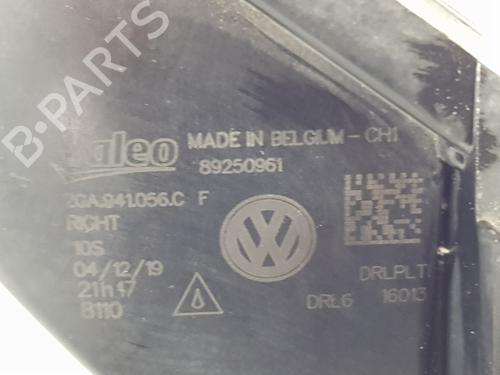 B-PARTS
Valeo MADE IN BELGIUM - CH1
89250961
2GA.941.056.C F
RIGHT
10S
04/12/19
21h17
8110
DRLPLT
DRL6 16013